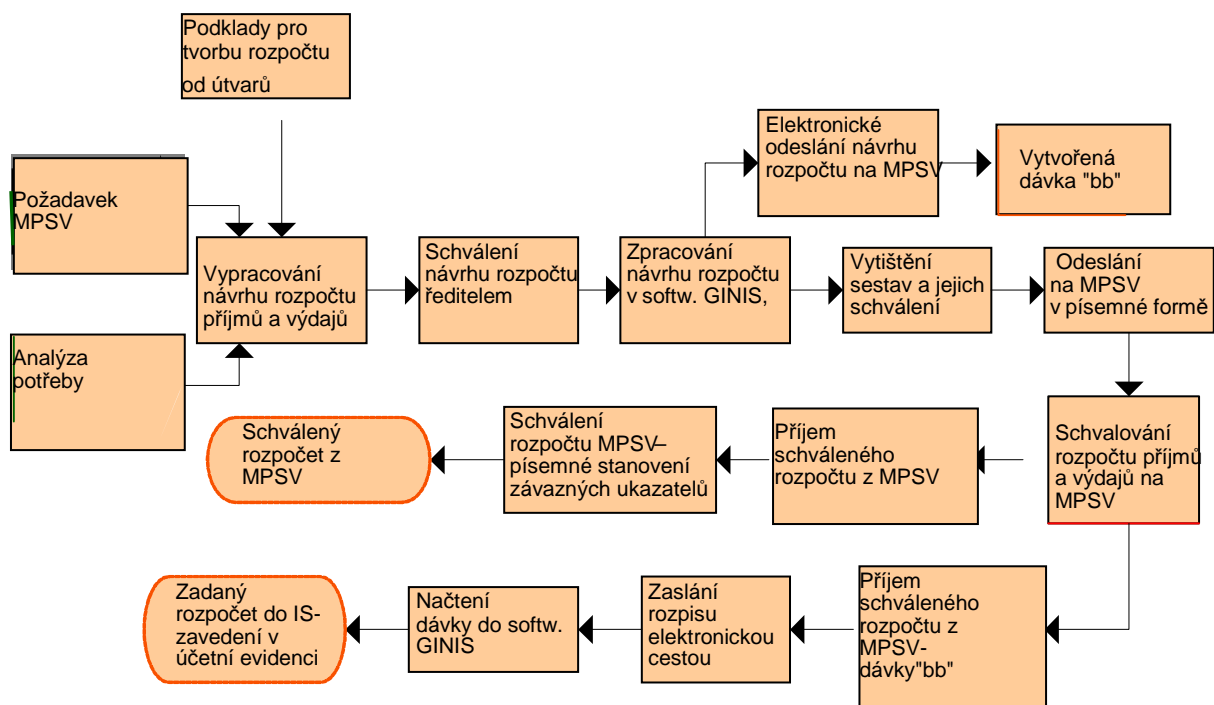 Podklady pro
tvorbu rozpočtu
od útvarů
Požadavek
MPSV
Analýza
potřeby
Vypracování
návrhu rozpočtu
příjmů a výdajů
Schválení
návrhu rozpočtu
ředitelem
Zpracování
návrhu rozpočtu
v softw. GINIS,
Elektronické
odeslání návrhu
rozpočtu na MPSV
Vytvořená
dávka "bb"
Vytištění
sestav a jejich
schválení
Odeslání
na MPSV
v písemné formě
Schvalování
rozpočtu příjmů
a výdajů na
MPSV
Příjem
schváleného
rozpočtu z MPSV
Schválení
rozpočtu MPSV–
písemné stanovení
závazných ukazatelů
Schválený
rozpočet z
MPSV
Příjem
schváleného
rozpočtu z
MPSV-
dávky"bb"
Zaslání
rozpisu
elektronickou
cestou
Načtení
dávky do softw.
GINIS
Zadaný
rozpočet do IS-
zavedení v
účetní evidenci